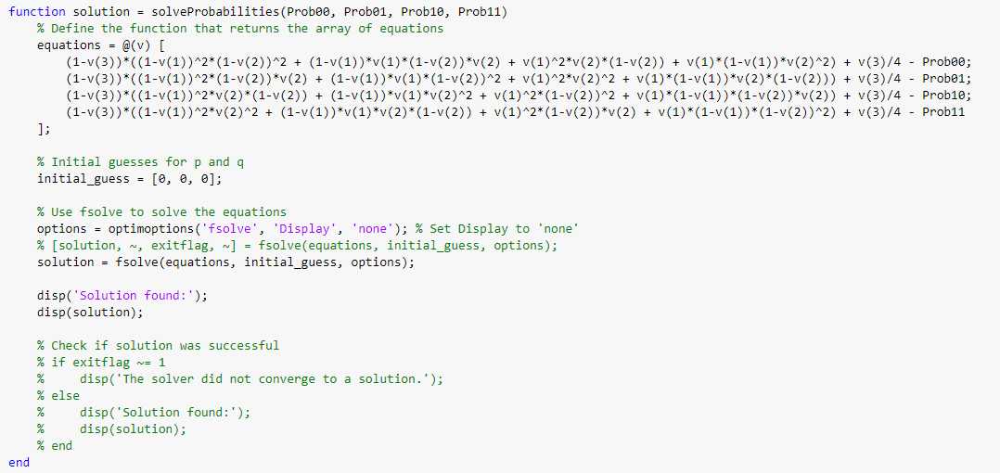 function solution = solveProbabilities(Prob00, Prob01, Prob10, Prob11)
% Define the function that returns the array of equations
equations = @(v) [
(1-v(3))*((1-v(1))^2*(1-v(2))^2 + (1-v(1))*v(1)*(1-v(2))*v(2) + v(1)^2*v(2)*(1-v(2)) + v(1)*(1-v(1))*v(2)^2) + v(3)/4 - Prob00;
(1-v(3))*((1-v(1))^2*(1-v(2))*v(2) + (1-v(1))*v(1)*(1-v(2))^2 + v(1)^2*v(2)^2 + v(1)*(1-v(1))*v(2)*(1-v(2))) + v(3)/4 - Prob01;
(1-v(3))*((1-v(1))^2*v(2)*(1-v(2)) + (1-v(1))*v(1)*v(2)^2 + v(1)^2*(1-v(2))^2 + v(1)*(1-v(1))*(1-v(2))*v(2)) + v(3)/4 - Prob10;
(1-v(3))*((1-v(1))^2*v(2)^2 + (1-v(1))*v(1)*v(2)*(1-v(2)) + v(1)^2*(1-v(2))*v(2) + v(1)*(1-v(1))*(1-v(2))^2) + v(3)/4 - Prob11
];
% Initial guesses for p and q
initial_guess = [0, 0, 0];
% Use fsolve to solve the equations
options = optimoptions('fsolve', 'Display', 'none'); % Set Display to 'none'
% [solution, ~, exitflag, ~] = fsolve(equations, initial_guess, options);
solution = fsolve(equations, initial_guess, options);
disp('Solution found:');
disp(solution);
% Check if solution was successful
% if exitflag ~= 1
%     disp('The solver did not converge to a solution.');
% else
%     disp('Solution found:');
%     disp(solution);
% end
end